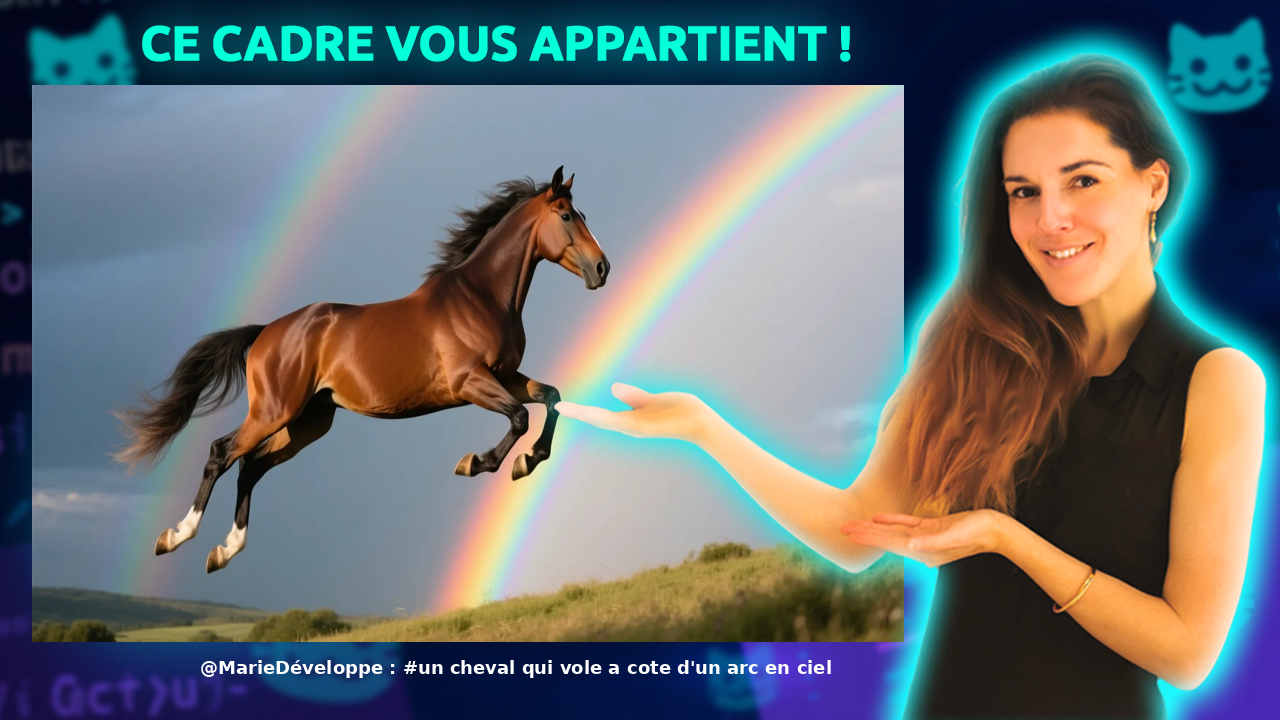 CE CADRE VOUS APPARTIENT !
@MarieDéveloppe : #un cheval qui vole a cote d'un arc en ciel